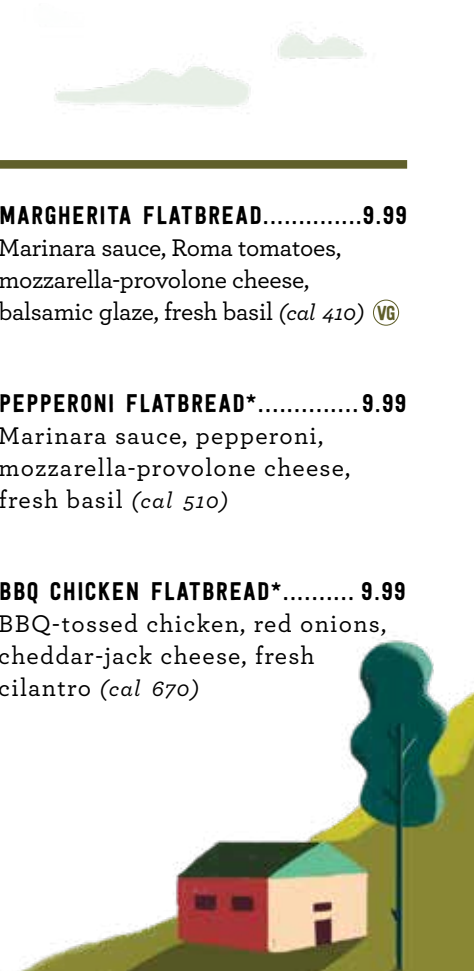 MARGHERITA FLATBREAD..............9.99
Marinara sauce, Roma tomatoes,
mozzarella-provolone cheese,
balsamic glaze, fresh basil (cal 410) VG
PEPPERONI FLATBREAD*..............9.99
Marinara sauce, pepperoni,
mozzarella-provolone cheese,
fresh basil (cal 510)
BBQ CHICKEN FLATBREAD*.......... 9.99
BBQ-tossed chicken, red onions,
cheddar-jack cheese, fresh
cilantro (cal 670)